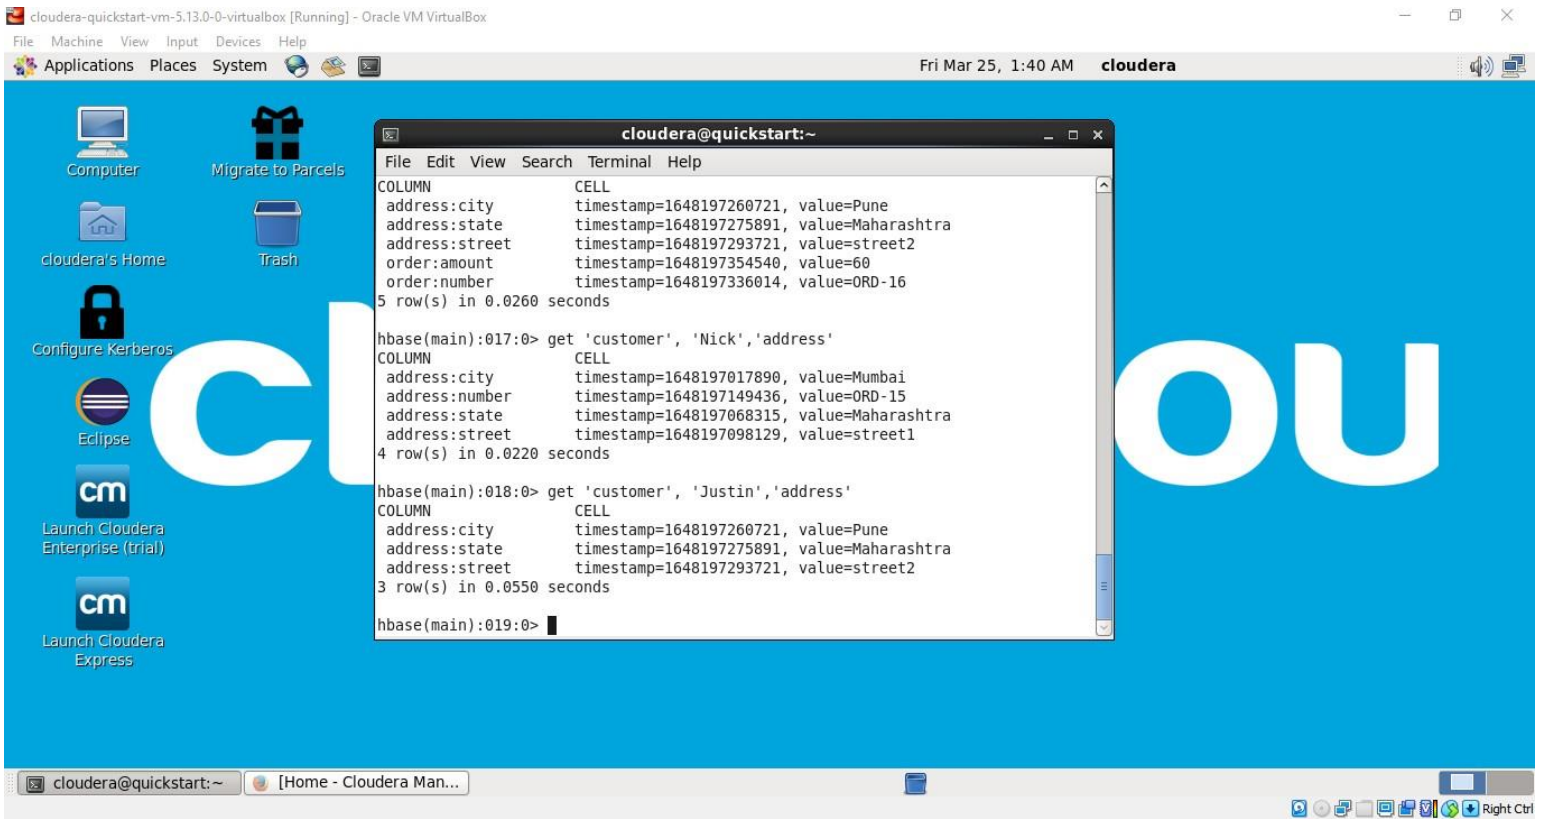 cloudera-quickstart-vm-5.13.0-0-virtualbox [Running] - Oracle VM VirtualBox
File Machine View Input Devices Help
Applications Places System Fri Mar 25, 1:40 AM cloudera
Computer
Migrate to Parcels
cloudera's Home
Trash
Configure Kerberos
Eclipse
cm
Launch Cloudera
Enterprise (trial)
cm
Launch Cloudera
Express
cl
ou
cloudera@quickstart:~
File Edit View Search Terminal Help
COLUMN CELL
address:city timestamp=1648197260721, value=Pune
address:state timestamp=1648197275891, value=Maharashtra
address:street timestamp=1648197293721, value=street2
order:amount timestamp=1648197354540, value=60
order:number timestamp=1648197336014, value=ORD-16
5 row(s) in 0.0260 seconds
hbase(main):017:0> get 'customer', 'Nick','address'
COLUMN CELL
address:city timestamp=1648197017890, value=Mumbai
address:number timestamp=1648197149436, value=ORD-15
address:state timestamp=1648197068315, value=Maharashtra
address:street timestamp=1648197098129, value=street1
4 row(s) in 0.0220 seconds
hbase(main):018:0> get 'customer', 'Justin','address'
COLUMN CELL
address:city timestamp=1648197260721, value=Pune
address:state timestamp=1648197275891, value=Maharashtra
address:street timestamp=1648197293721, value=street2
3 row(s) in 0.0550 seconds
hbase(main):019:0>
cloudera@quickstart:~
[Home - Cloudera Man...
Right Ctrl